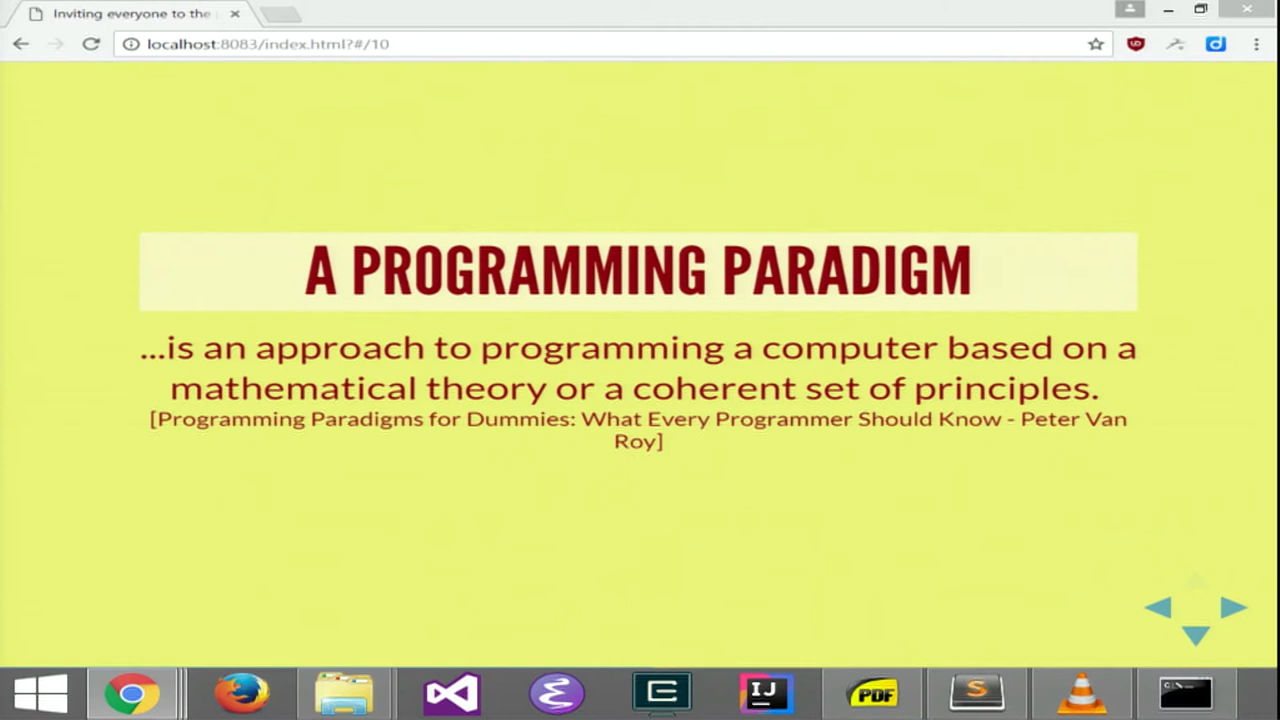 Inviting everyone to the
localhost:8083/index.html?#/10
A PROGRAMMING PARADIGM
...is an approach to programming a computer based on a
mathematical theory or a coherent set of principles.
[Programming Paradigms for Dummies: What Every Programmer Should Know - Peter Van
Roy]
IJ
PDF
S